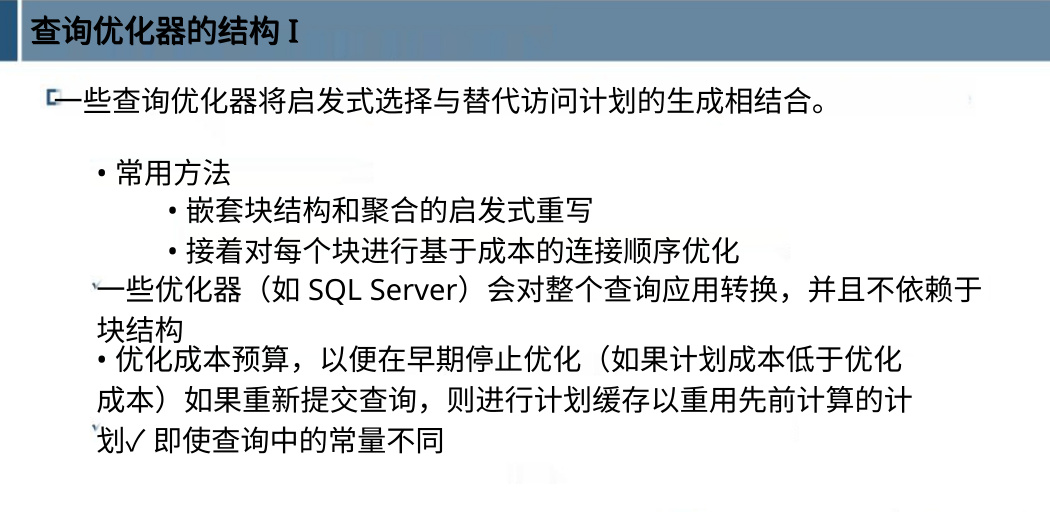 查询优化器的结构 I
一些查询优化器将启发式选择与替代访问计划的生成相结合。
• 常用方法
• 嵌套块结构和聚合的启发式重写
• 接着对每个块进行基于成本的连接顺序优化
一些优化器（如 SQL Server）会对整个查询应用转换，并且不依赖于
块结构
• 优化成本预算，以便在早期停止优化（如果计划成本低于优化
成本）如果重新提交查询，则进行计划缓存以重用先前计算的计
划✓ 即使查询中的常量不同